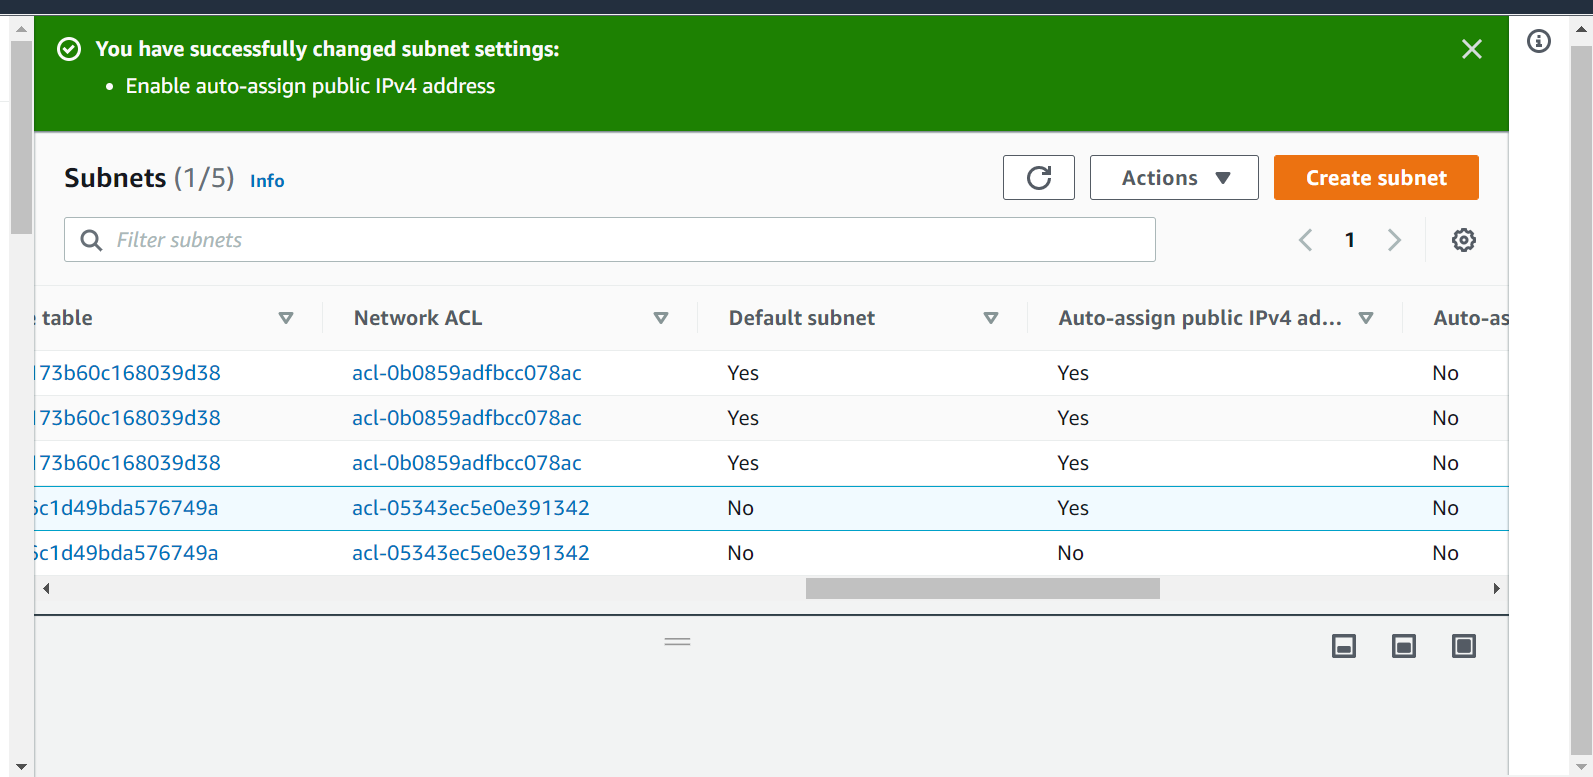 You have successfully changed subnet settings:
• Enable auto-assign public IPv4 address
Subnets (1/5) Info
Actions
Create subnet
Filter subnets
1
table Network ACL Default subnet Auto-assign public IPv4 ad... Auto-as
173b60c168039d38 acl-0b0859adfbcc078ac Yes Yes No
173b60c168039d38 acl-0b0859adfbcc078ac Yes Yes No
173b60c168039d38 acl-0b0859adfbcc078ac Yes Yes No
c1d49bda576749a acl-05343ec5e0e391342 No Yes No
c1d49bda576749a acl-05343ec5e0e391342 No No No